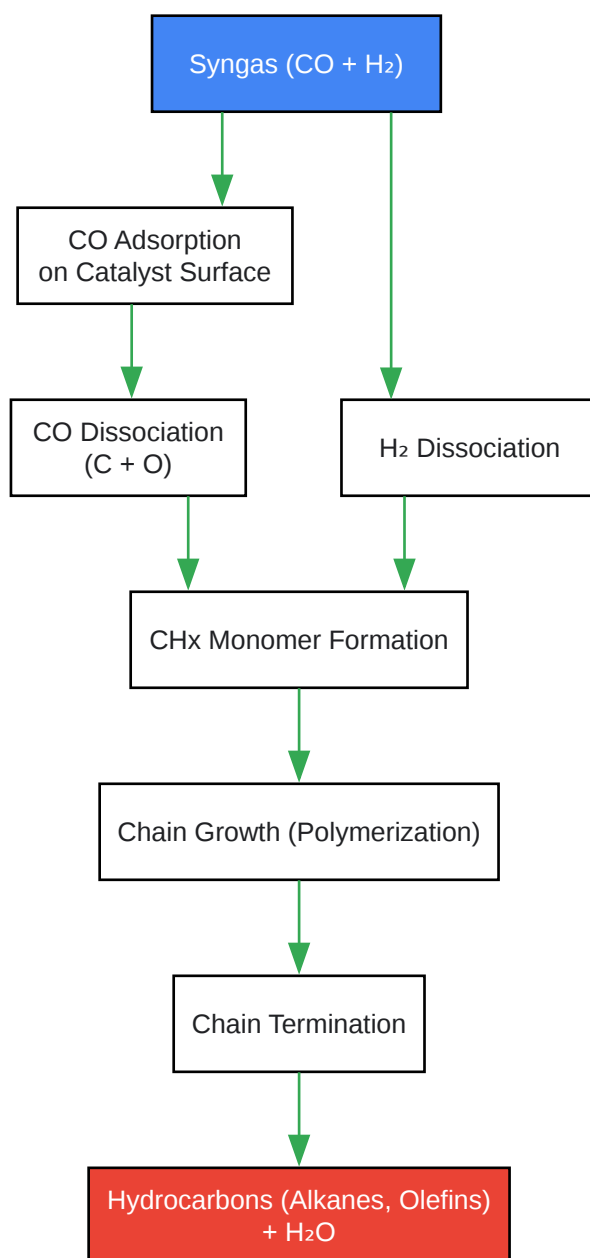 Syngas (CO + H₂)
CO Adsorption
on Catalyst Surface
CO Dissociation
(C + O)
H₂ Dissociation
CHx Monomer Formation
Chain Growth (Polymerization)
Chain Termination
Hydrocarbons (Alkanes, Olefins)
+ H₂O